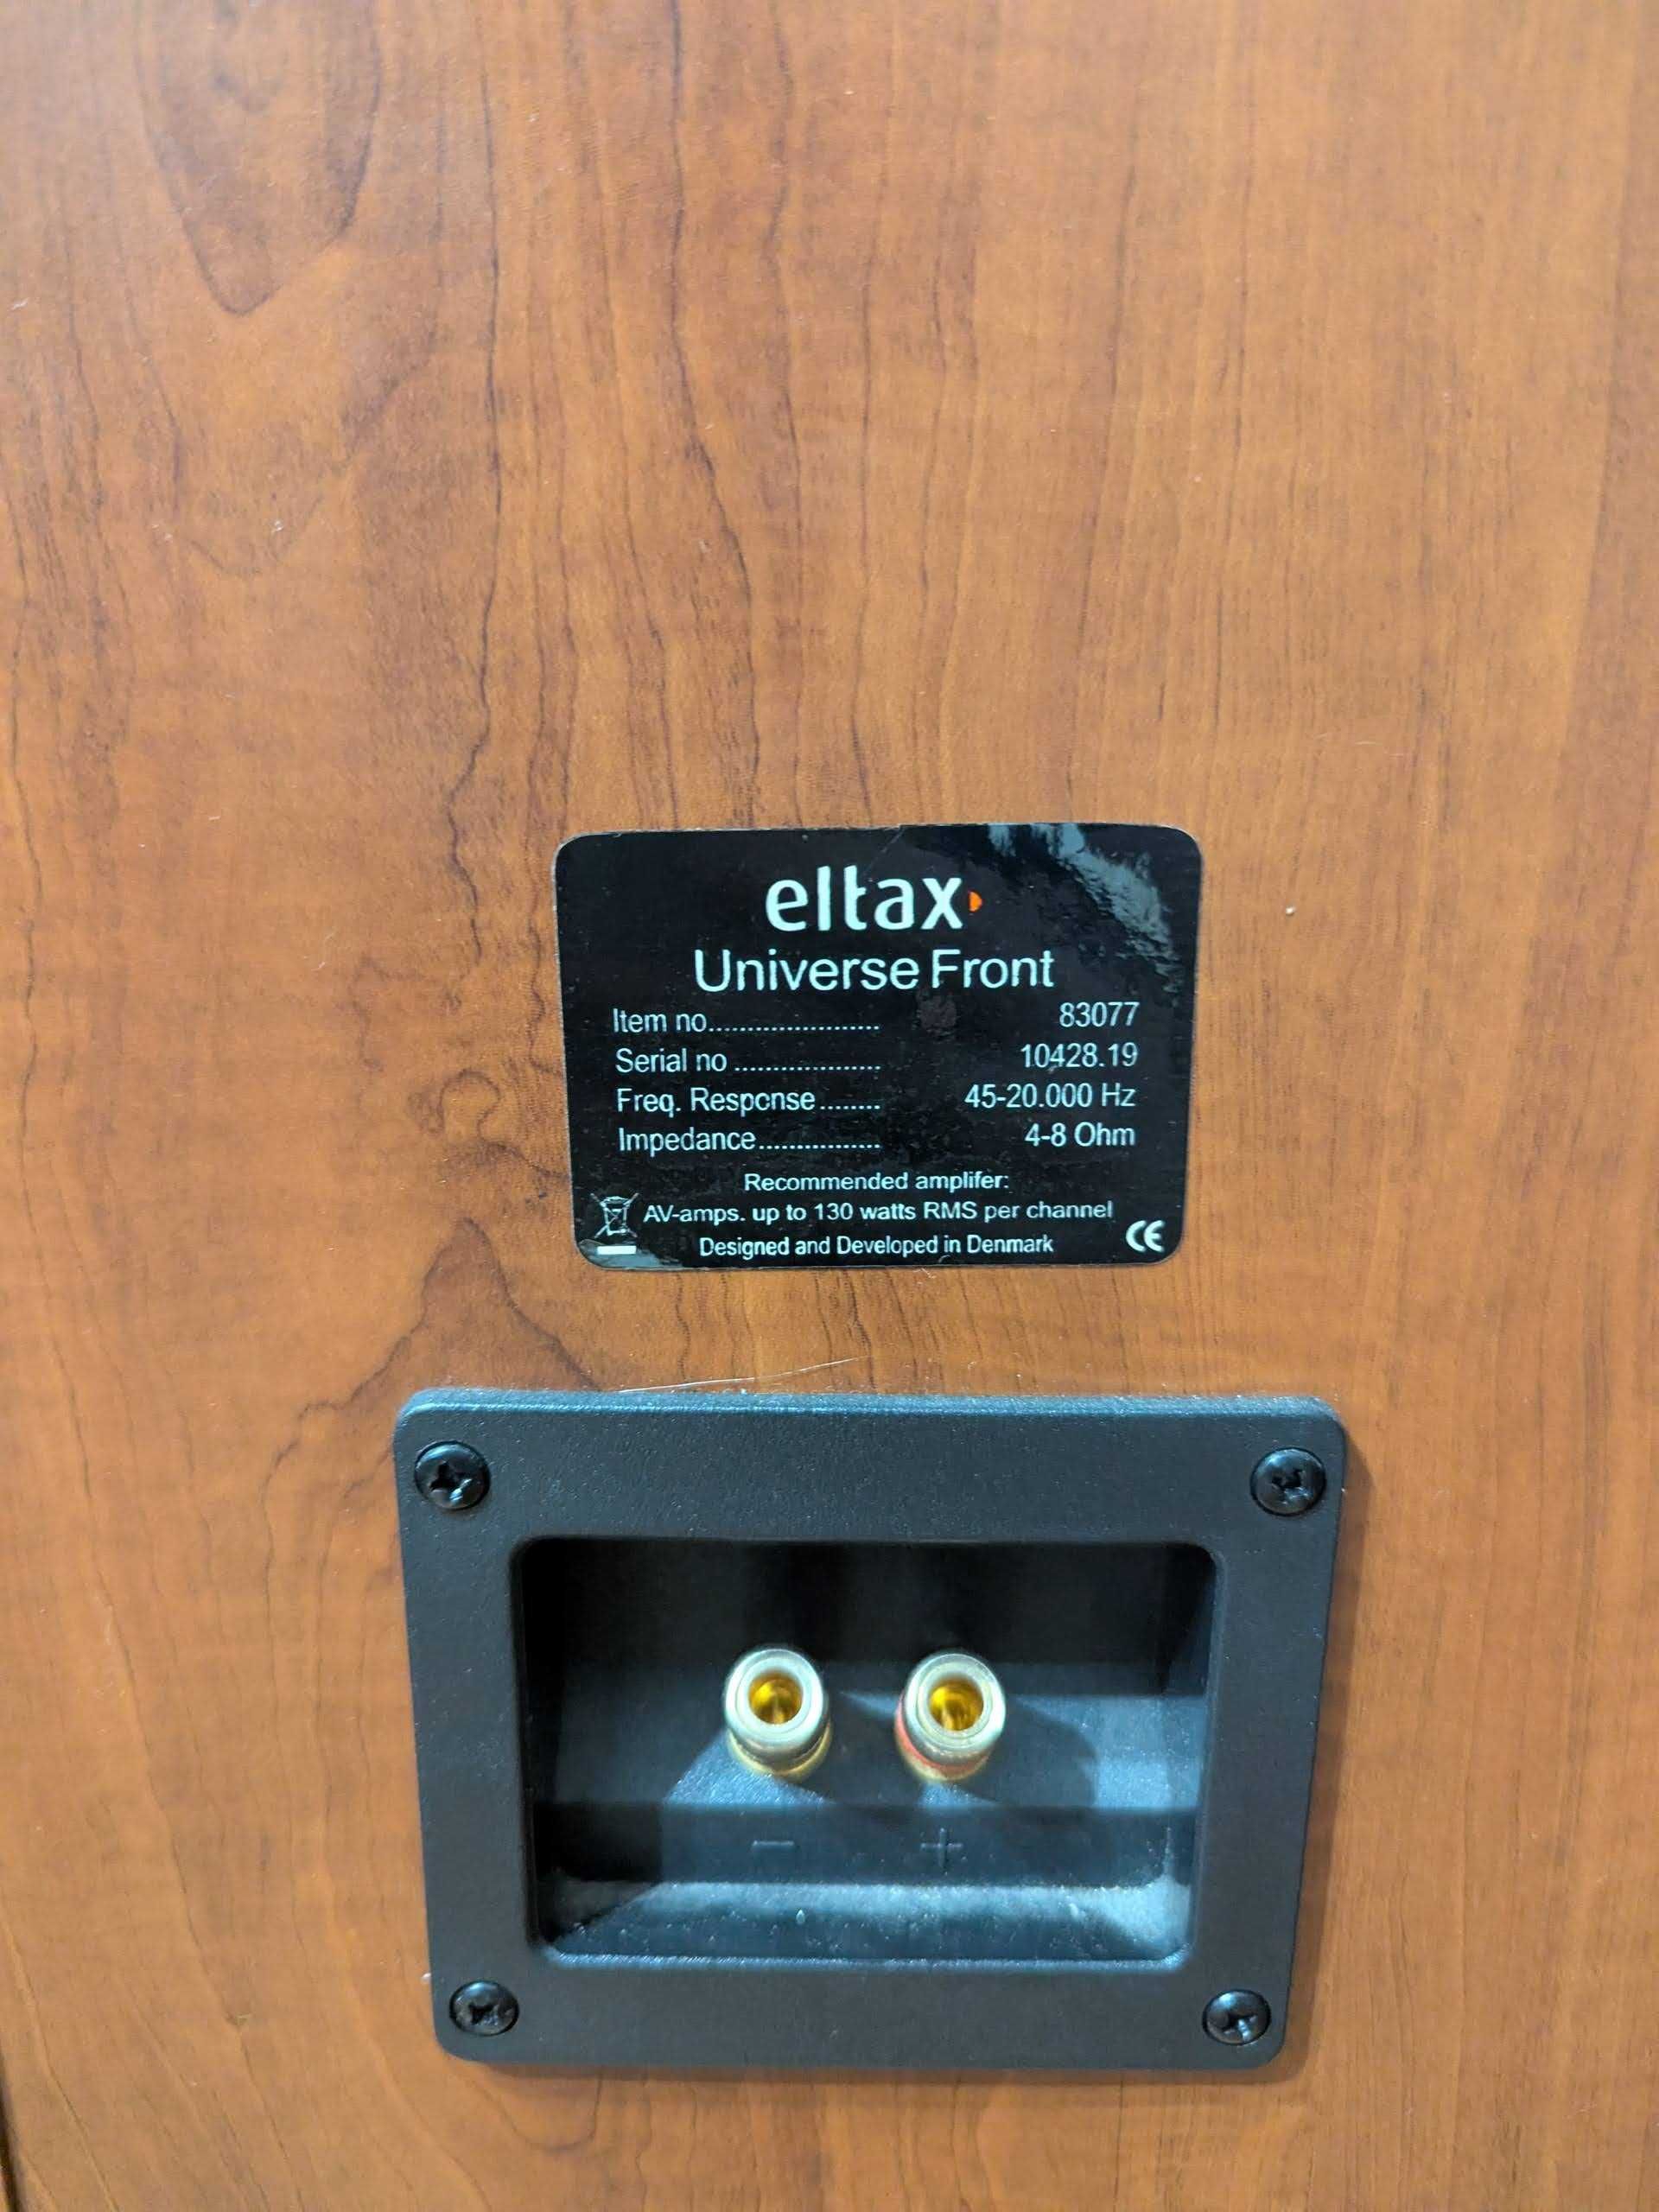 eltax
Universe Front
Item no...................... 83077
Serial no ................... 10428.19
Freq. Response........ 45-20.000 Hz
Impedance................ 4-8 Ohm
Recommended amplifer:
AV-amps. up to 130 watts RMS per channel
Designed and Developed in Denmark
CE
− +